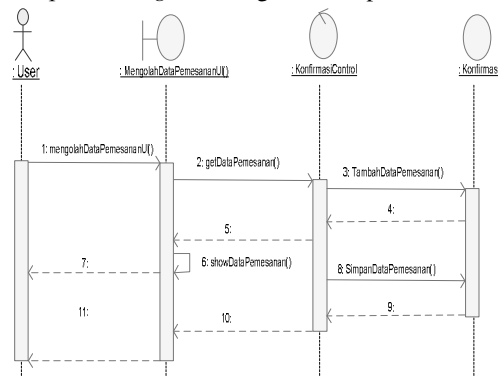 : User
: MengolahDataPemesananUI()
: KonfirmasiControl
: Konfirmasi
1: mengolahDataPemesananUI()
2: getDataPemesanan()
3: TambahDataPemesanan()
4:
5:
6: showDataPemesanan()
7:
8: SimpanDataPemesanan()
9:
10:
11: